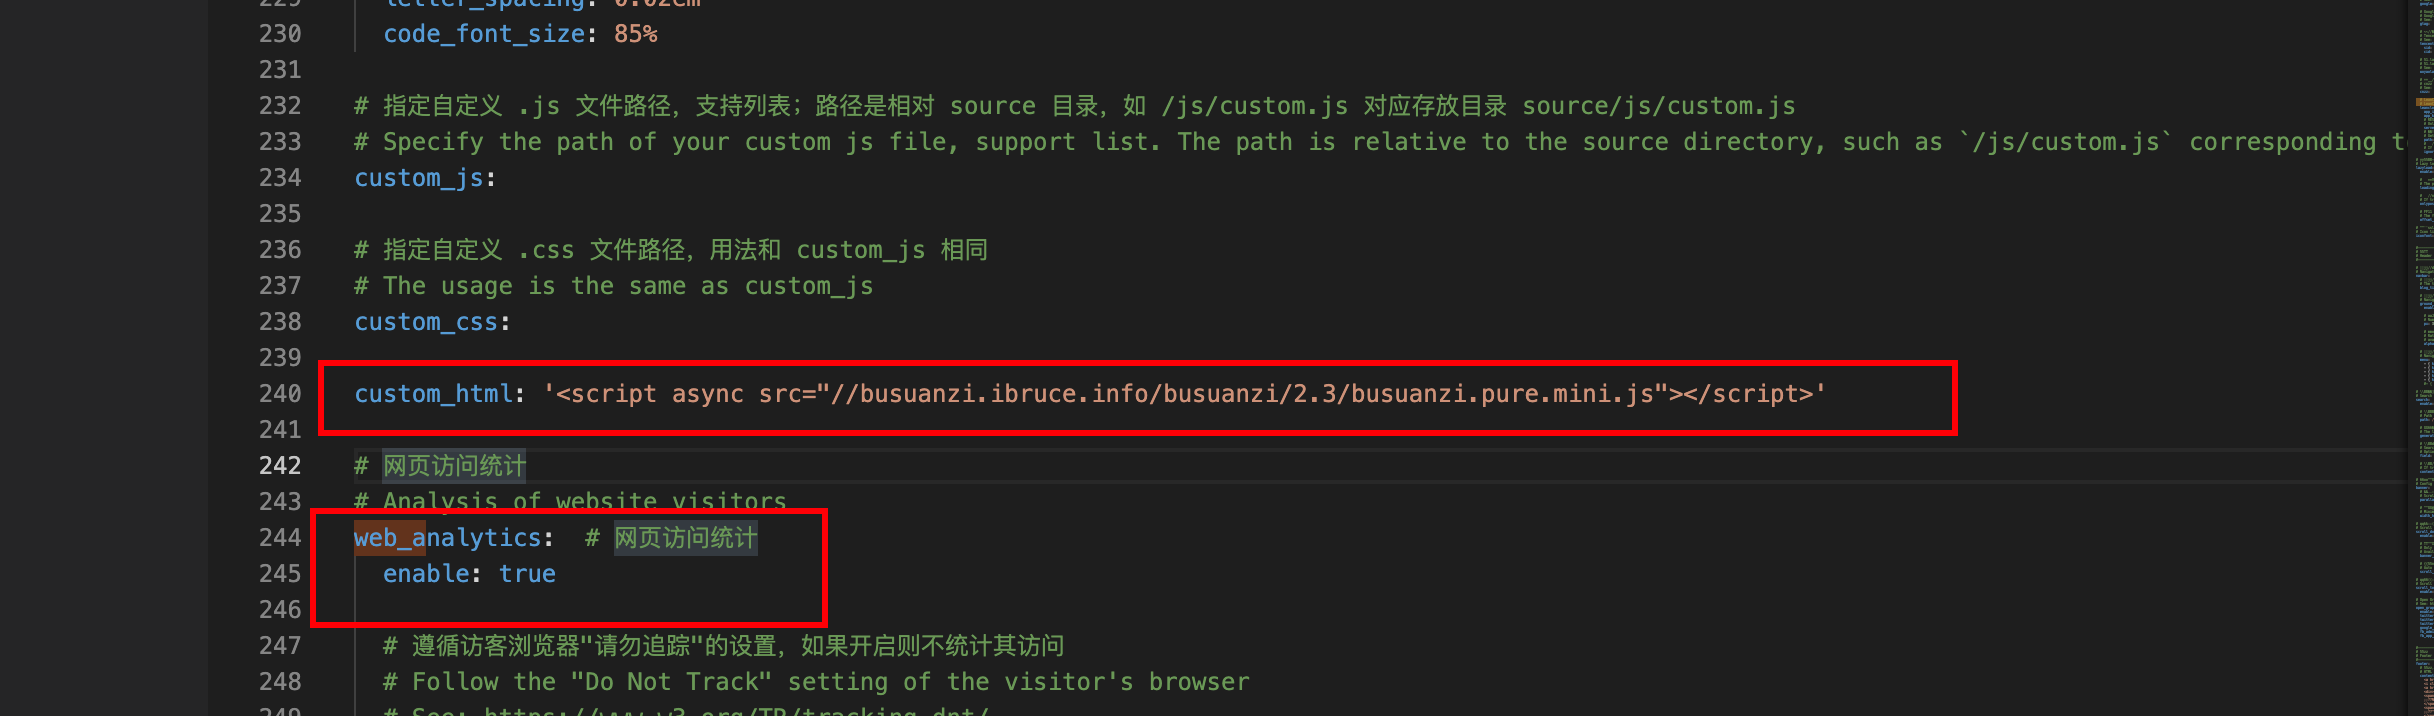 229 letter_spacing: 0.02em
230 code_font_size: 85%
231
232 # 指定自定义 .js 文件路径，支持列表；路径是相对 source 目录，如 /js/custom.js 对应存放目录 source/js/custom.js
233 # Specify the path of your custom js file, support list. The path is relative to the source directory, such as `/js/custom.js` corresponding
234 custom_js:
235
236 # 指定自定义 .css 文件路径，用法和 custom_js 相同
237 # The usage is the same as custom_js
238 custom_css:
239
240 custom_html: '<script async src="//busuanzi.ibruce.info/busuanzi/2.3/busuanzi.pure.mini.js"></script>'
241
242 # 网页访问统计
243 # Analysis of website visitors
244 web_analytics: # 网页访问统计
245 enable: true
246
247 # 遵循访客浏览器"请勿追踪"的设置，如果开启则不统计其访问
248 # Follow the "Do Not Track" setting of the visitor's browser
249 # See: https://www.w3.org/TR/tracking-dnt/